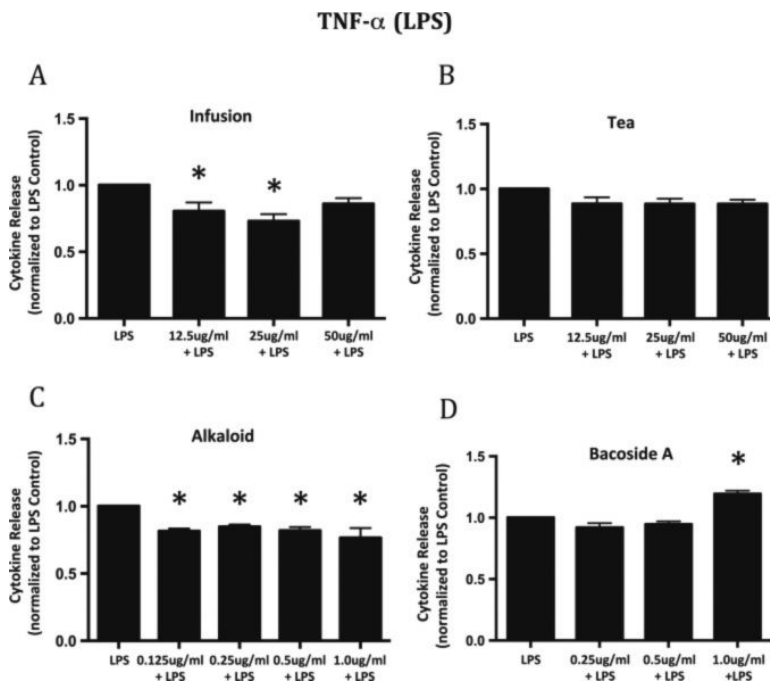 TNF-α (LPS)
A
Infusion
Cytokine Release
(normalized to LPS Control)
1.5
1.0
0.5
0.0
*
*
LPS
12.5ug/ml
+ LPS
25ug/ml
+ LPS
50ug/ml
+ LPS
B
Tea
Cytokine Release
(normalized to LPS Control)
1.5
1.0
0.5
0.0
LPS
12.5ug/ml
+ LPS
25ug/ml
+ LPS
50ug/ml
+ LPS
C
Alkaloid
Cytokine Release
(normalized to LPS Control)
1.5
1.0
0.5
0.0
*
*
*
*
LPS
0.125ug/ml
+ LPS
0.25ug/ml
+ LPS
0.5ug/ml
+ LPS
1.0ug/ml
+ LPS
D
Bacoside A
Cytokine Release
(normalized to LPS Control)
1.5
1.0
0.5
0.0
*
LPS
0.25ug/ml
+ LPS
0.5ug/ml
+ LPS
1.0ug/ml
+LPS